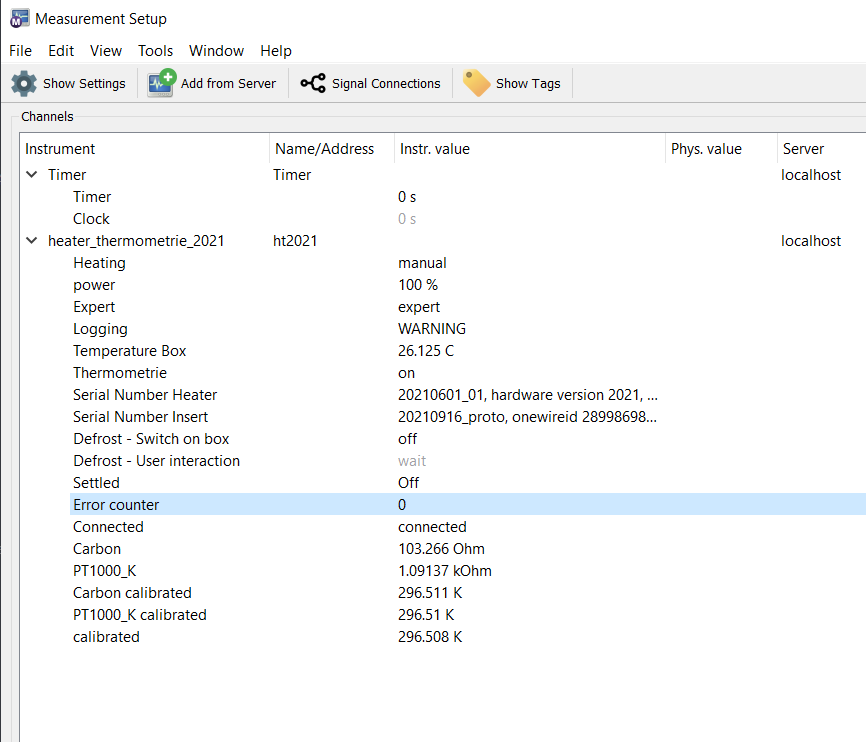 Measurement Setup
File Edit View Tools Window Help
Show Settings Add from Server Signal Connections Show Tags
Channels
Instrument Name/Address Instr. value Phys. value Server
Timer Timer localhost
Timer 0 s
Clock 0 s
heater_thermometrie_2021 ht2021 localhost
Heating manual
power 100 %
Expert expert
Logging WARNING
Temperature Box 26.125 C
Thermometrie on
Serial Number Heater 20210601_01, hardware version 2021, ...
Serial Number Insert 20210916_proto, onewireid 28998698...
Defrost - Switch on box off
Defrost - User interaction wait
Settled Off
Error counter 0
Connected connected
Carbon 103.266 Ohm
PT1000_K 1.09137 kOhm
Carbon calibrated 296.511 K
PT1000_K calibrated 296.51 K
calibrated 296.508 K